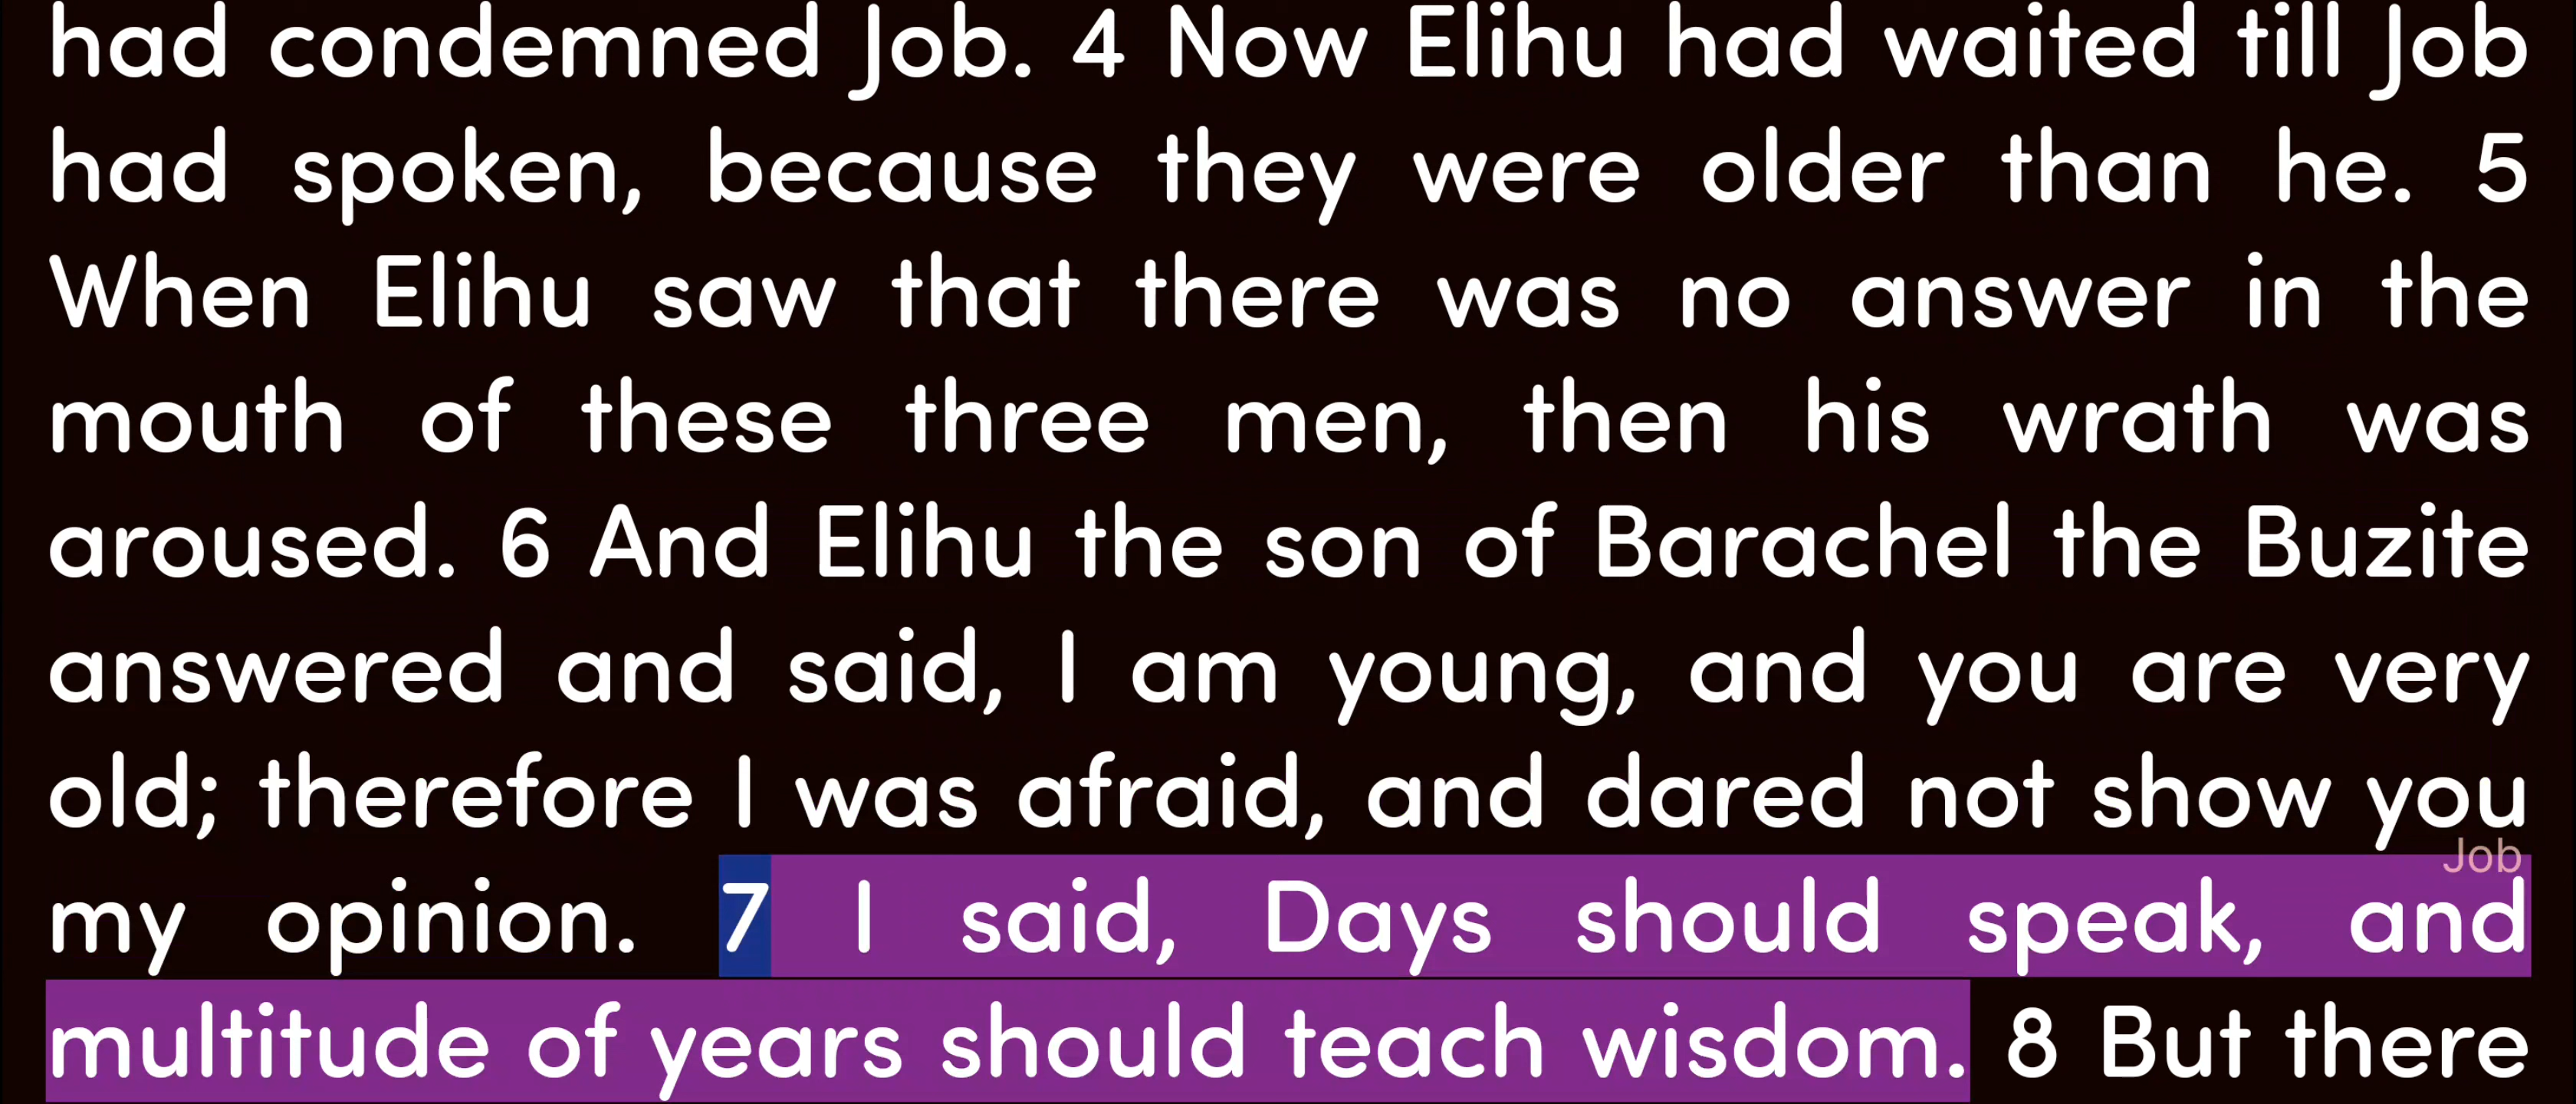 had condemned Job. 4 Now Elihu had waited till Job
had spoken, because they were older than he. 5
When Elihu saw that there was no answer in the
mouth of these three men, then his wrath was
aroused. 6 And Elihu the son of Barachel the Buzite
answered and said, I am young, and you are very
old; therefore I was afraid, and dared not show you
Job
my opinion. 7 I said, Days should speak, and
multitude of years should teach wisdom. 8 But there